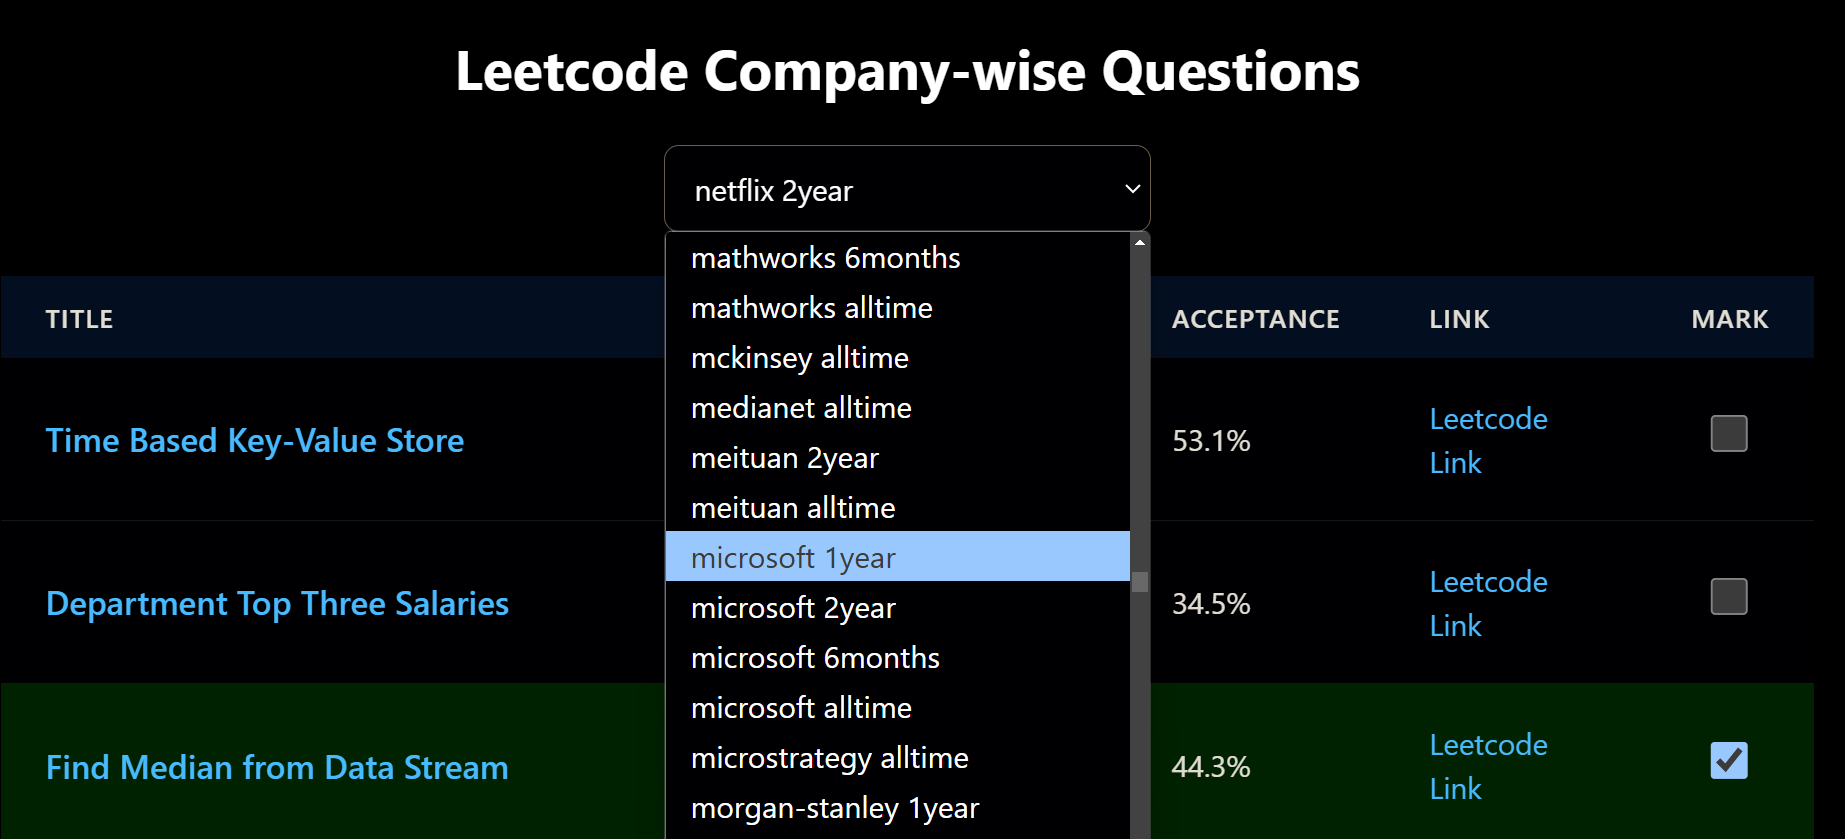 Leetcode Company-wise Questions
netflix 2year
mathworks 6months
mathworks alltime
mckinsey alltime
medianet alltime
meituan 2year
meituan alltime
microsoft 1year
microsoft 2year
microsoft 6months
microsoft alltime
microstrategy alltime
morgan-stanley 1year
TITLE ACCEPTANCE LINK MARK
Time Based Key-Value Store 53.1% Leetcode
Link
Department Top Three Salaries 34.5% Leetcode
Link
Find Median from Data Stream 44.3% Leetcode
Link